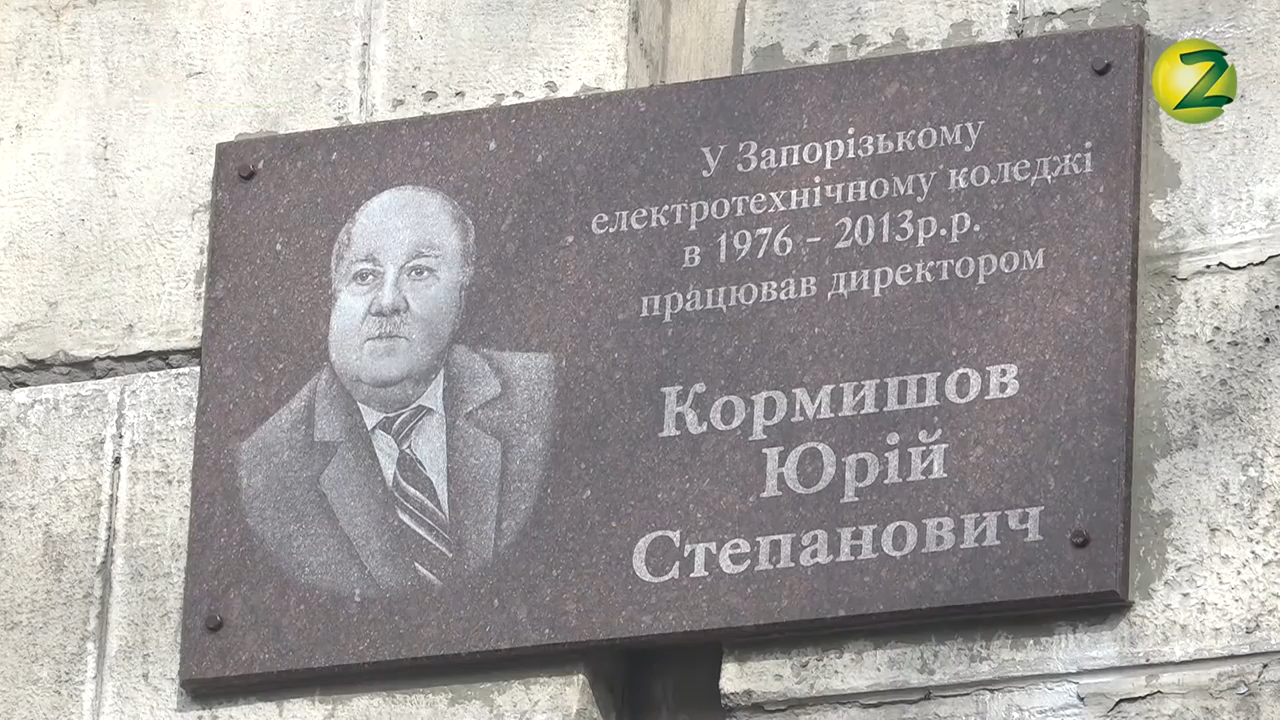 У Запорізькому
електротехнічному коледжі
в 1976 - 2013р.р.
працював директором
Кормишов
Юрій
Степанович
Z